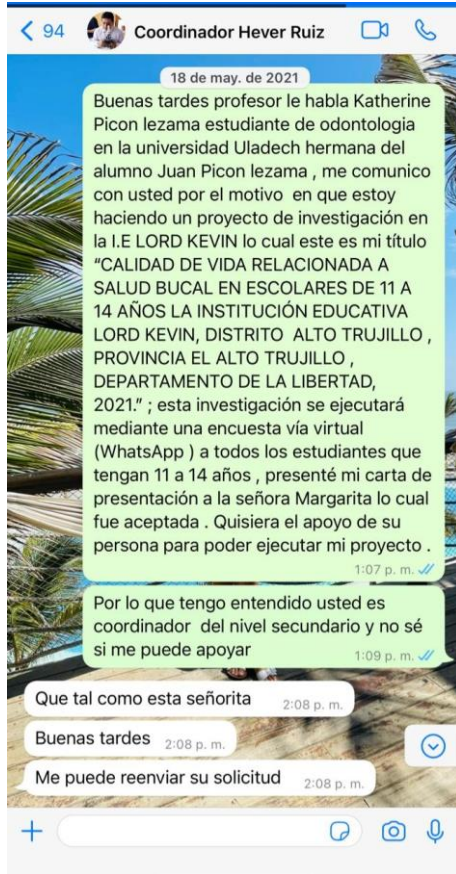 94
Coordinador Hever Ruiz
18 de may. de 2021
Buenas tardes profesor le habla Katherine
Picon lezama estudiante de odontologia
en la universidad Uladech hermana del
alumno Juan Picon lezama , me comunico
con usted por el motivo  en que estoy
haciendo un proyecto de investigación en
la I.E LORD KEVIN lo cual este es mi título
“CALIDAD DE VIDA RELACIONADA A
SALUD BUCAL EN ESCOLARES DE 11 A
14 AÑOS LA INSTITUCIÓN EDUCATIVA
LORD KEVIN, DISTRITO  ALTO TRUJILLO ,
PROVINCIA EL ALTO TRUJILLO ,
DEPARTAMENTO DE LA LIBERTAD,
2021.” ; esta investigación se ejecutará
mediante una encuesta vía virtual
(WhatsApp ) a todos los estudiantes que
tengan 11 a 14 años , presenté mi carta de
presentación a la señora Margarita lo cual
fue aceptada . Quisiera el apoyo de su
persona para poder ejecutar mi proyecto .
1:07 p. m.
Por lo que tengo entendido usted es
coordinador  del nivel secundario y no sé
si me puede apoyar
1:09 p. m.
Que tal como esta señorita
2:08 p. m.
Buenas tardes
2:08 p. m.
Me puede reenviar su solicitud
2:08 p. m.